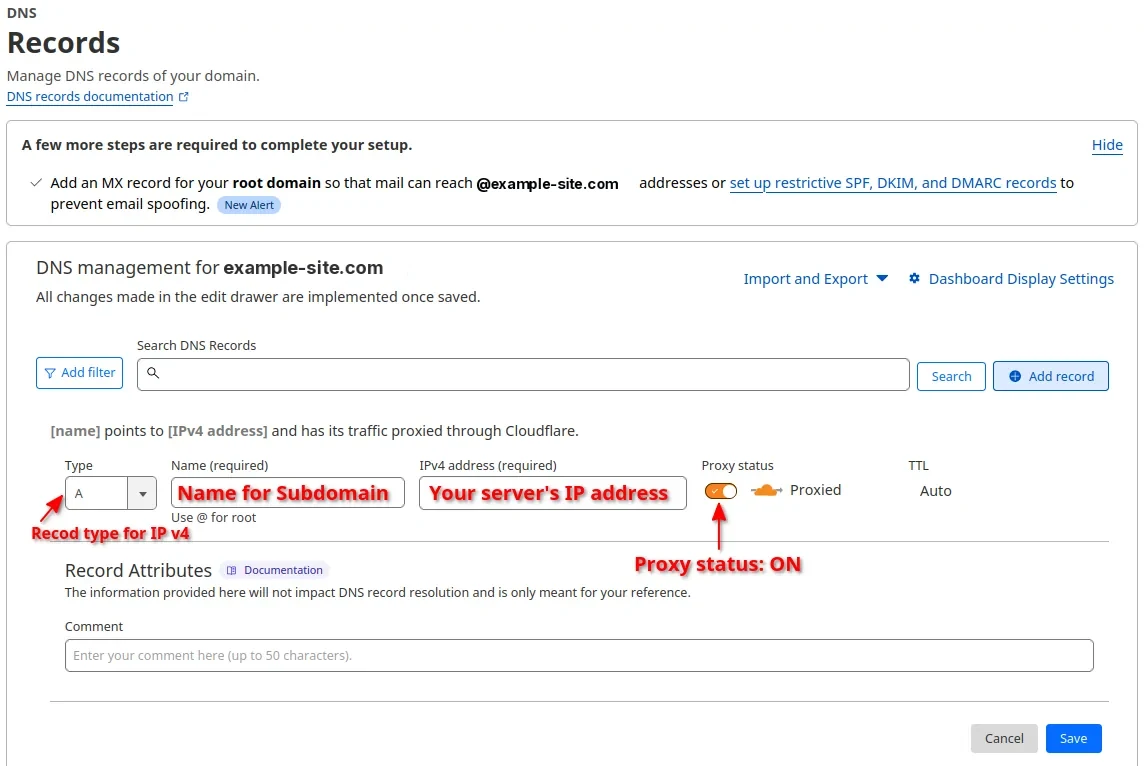 DNS
Records
Manage DNS records of your domain.
DNS records documentation
A few more steps are required to complete your setup.
Hide
Add an MX record for your root domain so that mail can reach @example-site.com addresses or set up restrictive SPF, DKIM, and DMARC records to
prevent email spoofing. New Alert
DNS management for example-site.com
Import and Export
Dashboard Display Settings
All changes made in the edit drawer are implemented once saved.
Search DNS Records
Add filter
Search
Add record
[name] points to [IPv4 address] and has its traffic proxied through Cloudflare.
Type
Name (required)
IPv4 address (required)
Proxy status
TTL
A
Name for Subdomain
Your server's IP address
Proxied
Auto
Use @ for root
Recod type for IP v4
Proxy status: ON
Record Attributes
Documentation
The information provided here will not impact DNS record resolution and is only meant for your reference.
Comment
Enter your comment here (up to 50 characters).
Cancel
Save